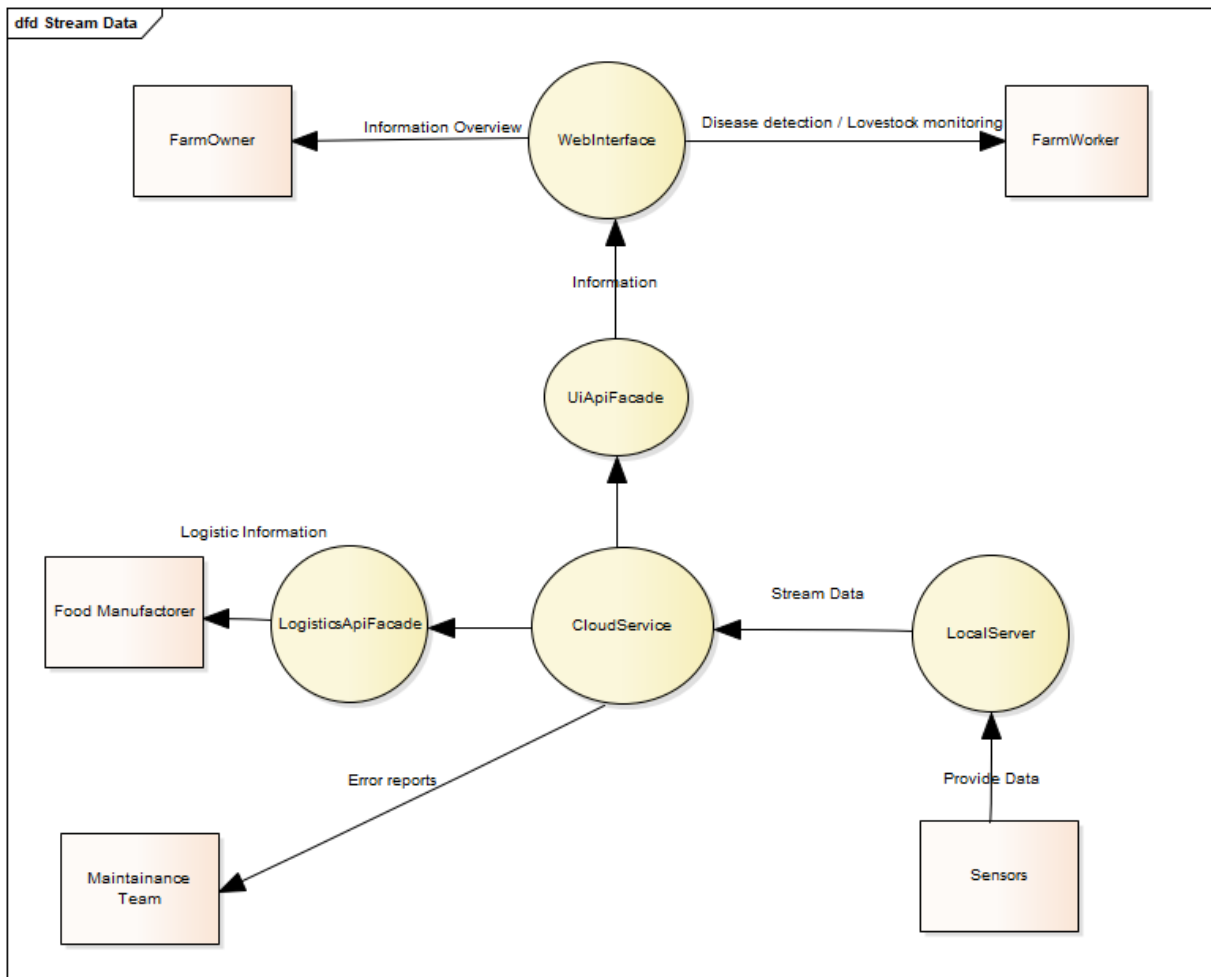 dfd Stream Data
WebInterface
FarmOwner
Information Overview
Disease detection / Lovestock monitoring
FarmWorker
Information
UiApiFacade
Logistic Information
Food Manufactorer
LogisticsApiFacade
CloudService
Stream Data
LocalServer
Error reports
Provide Data
Maintainance
Team
Sensors